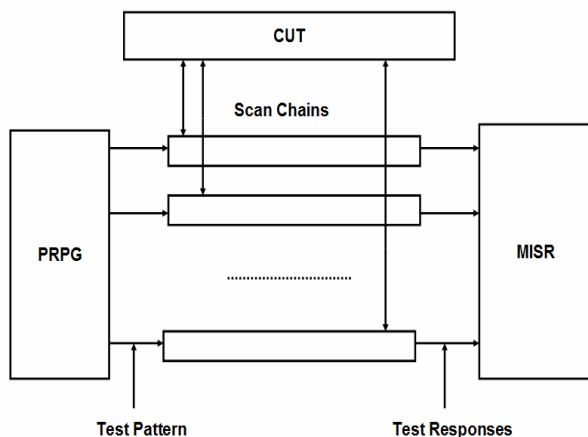 CUT
Scan Chains
PRPG
MISR
Test Pattern
Test Responses